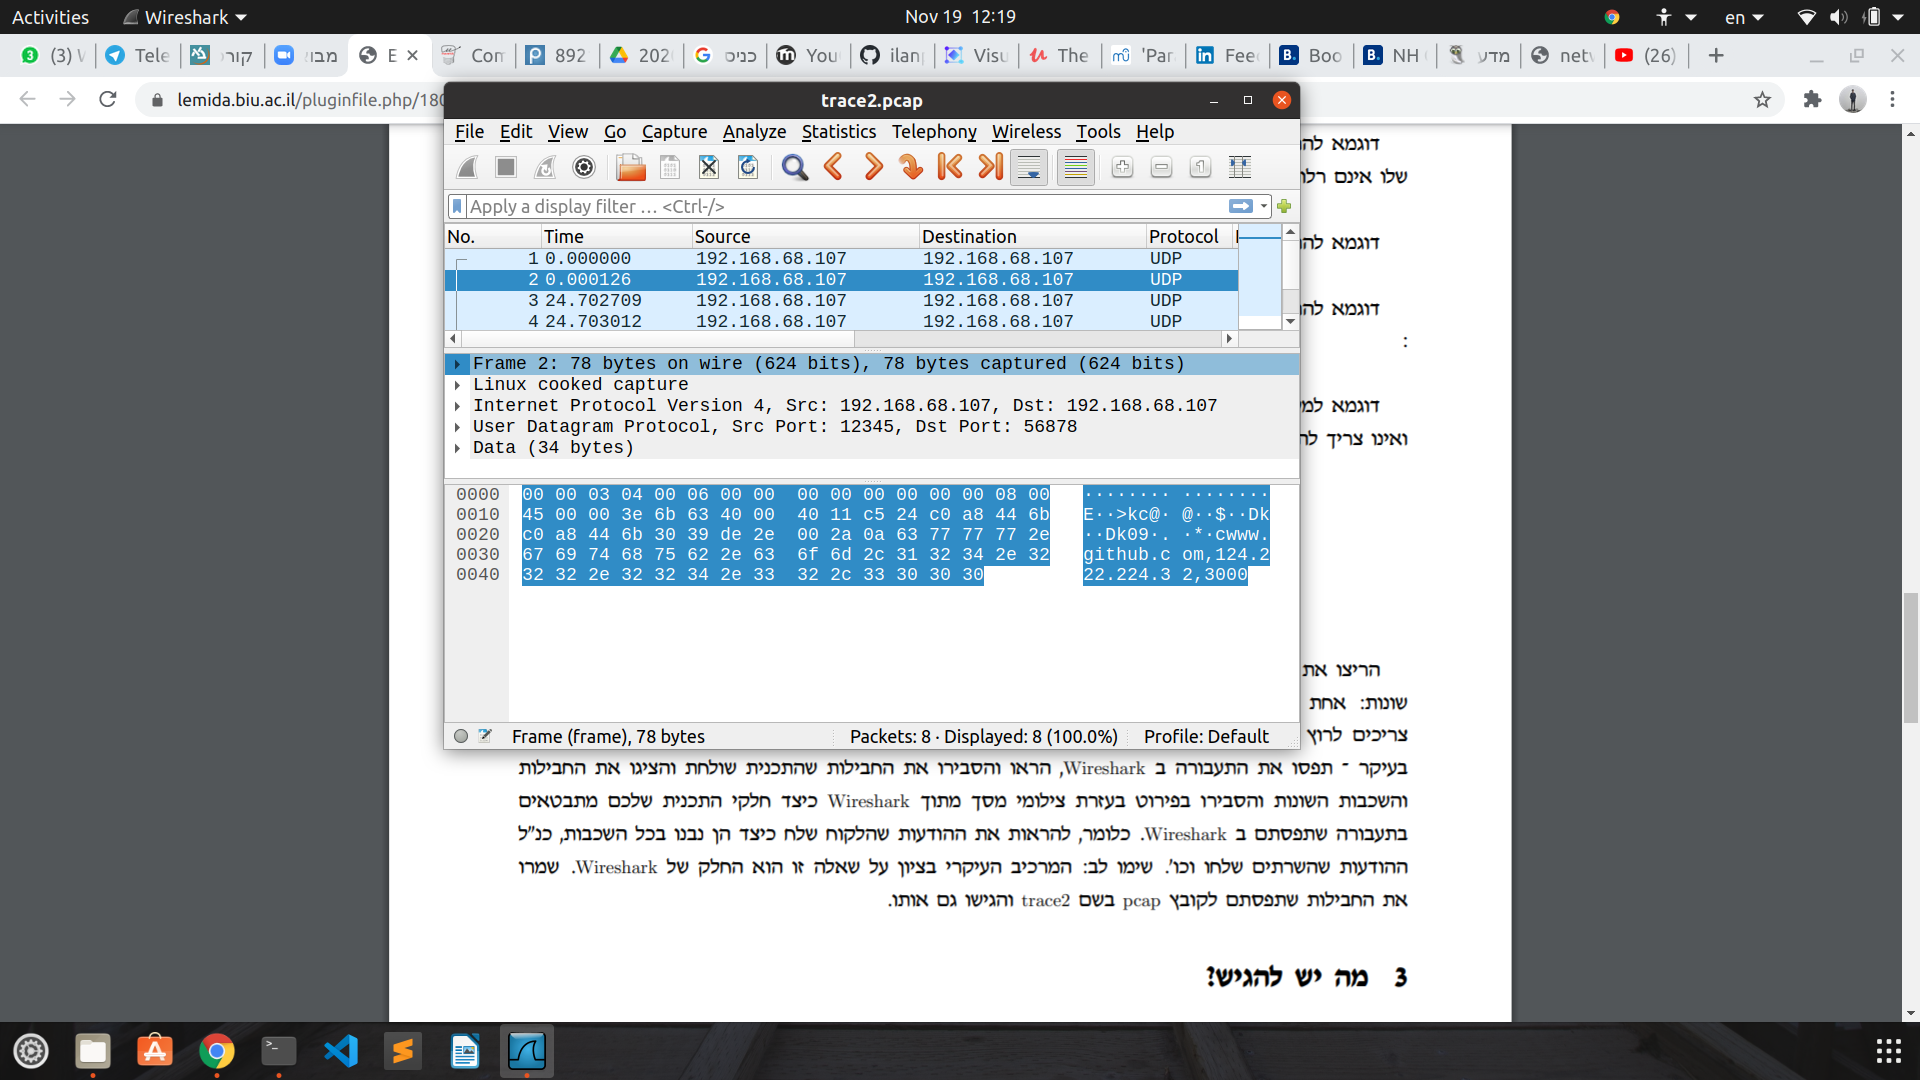 Activities
Wireshark
Nov 19  12:19
en
(3) W
Tele
קורס
מבוי
E
Com
892
202
כניס
You
ilan
Visu
The
'Par
Fee
Boo
NH
מדע
netv
(26)
lemida.biu.ac.il/pluginfile.php/180
trace2.pcap
File Edit View Go Capture Analyze Statistics Telephony Wireless Tools Help
Apply a display filter … <Ctrl-/>
No. Time Source Destination Protocol
1 0.000000 192.168.68.107 192.168.68.107 UDP
2 0.000126 192.168.68.107 192.168.68.107 UDP
3 24.702709 192.168.68.107 192.168.68.107 UDP
4 24.703012 192.168.68.107 192.168.68.107 UDP
Frame 2: 78 bytes on wire (624 bits), 78 bytes captured (624 bits)
Linux cooked capture
Internet Protocol Version 4, Src: 192.168.68.107, Dst: 192.168.68.107
User Datagram Protocol, Src Port: 12345, Dst Port: 56878
Data (34 bytes)
0000 00 00 03 04 00 06 00 00 00 00 00 00 00 00 08 00 ········ ········
0010 45 00 00 3e 6b 63 40 00 40 11 c5 24 c0 a8 44 6b E··>kc@· @··$··Dk
0020 c0 a8 44 6b 30 39 de 2e 00 2a 0a 63 77 77 77 2e ··Dk09·. ·*·cwww.
0030 67 69 74 68 75 62 2e 63 6f 6d 2c 31 32 34 2e 32 github.c om,124.2
0040 32 32 2e 32 32 34 2e 33 32 2c 33 30 30 30 22.224.3 2,3000
Frame (frame), 78 bytes
Packets: 8 · Displayed: 8 (100.0%)
Profile: Default
דוגמא
שלו אינם
דוגמא
דוגמא
:
דוגמא
ואינו צריך
הריצו את
שונות: אחת
צריכים לרוץ
בעיקר - תפסו את התעבורה ב Wireshark, הראו והסבירו את החבילות שהתכנית שולחת והציגו את החבילות
והשכבות השונות והסבירו בפירוט בעזרת צילומי מסך מתוך Wireshark כיצד חלקי התכנית שלכם מתבטאים
בתעבורה שתפסתם ב Wireshark. כלומר, להראות את ההודעות שהלקוח שלח כיצד הן נבנו בכל השכבות, כנ"ל
ההודעות שהשרתים שלחו וכו'. שימו לב: המרכיב העיקרי בציון על שאלה זו הוא החלק של Wireshark. שמרו
את החבילות שתפסתם לקובץ pcap בשם trace2 והגישו גם אותו.
3 מה יש להגיש?